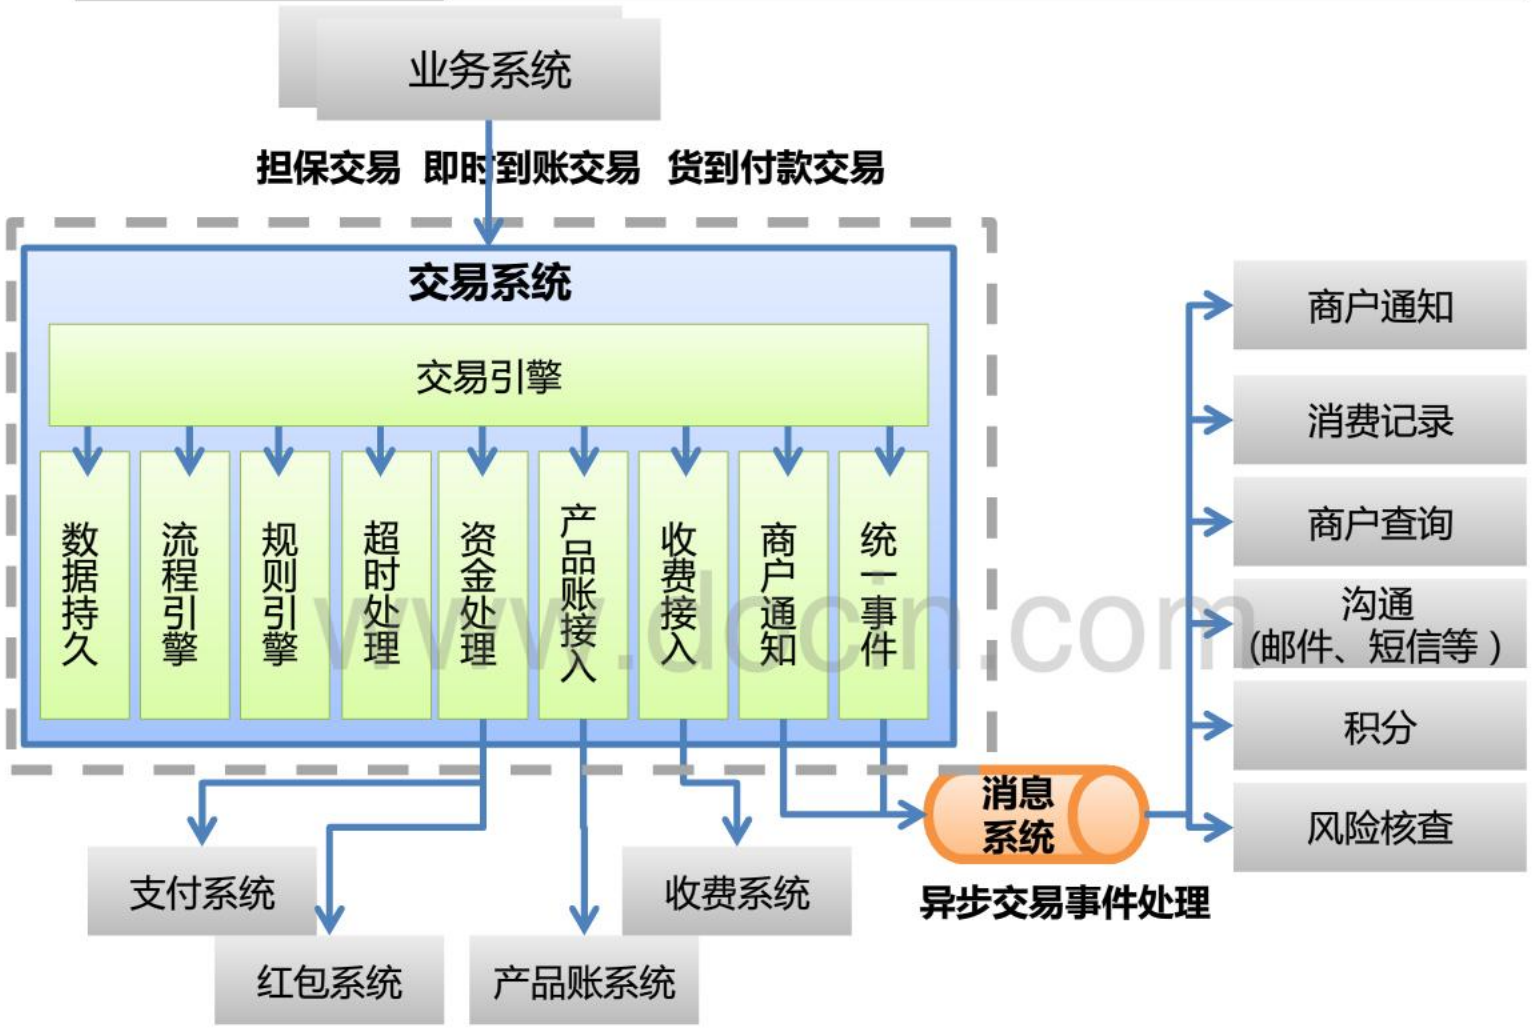 业务系统
担保交易 即时到账交易 货到付款交易
交易系统
交易引擎
数据持久
流程引擎
规则引擎
超时处理
资金处理
产品账接入
收费接入
商户通知
统一事件
www.docin.com
商户通知
消费记录
商户查询
沟通
(邮件、短信等）
积分
风险核查
消息
系统
异步交易事件处理
支付系统
收费系统
红包系统
产品账系统